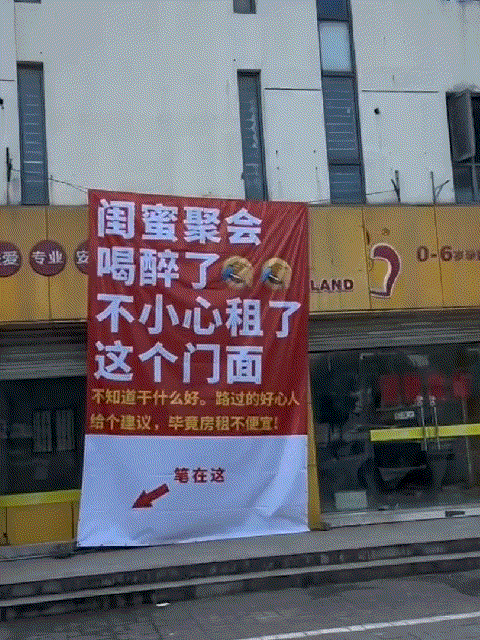 闺蜜聚会
喝醉了😂😂
不小心租了
这个门面
不知道干什么好。路过的好心人
给个建议，毕竟房租不便宜！
笔在这
爱 专业 安
LAND
0-6